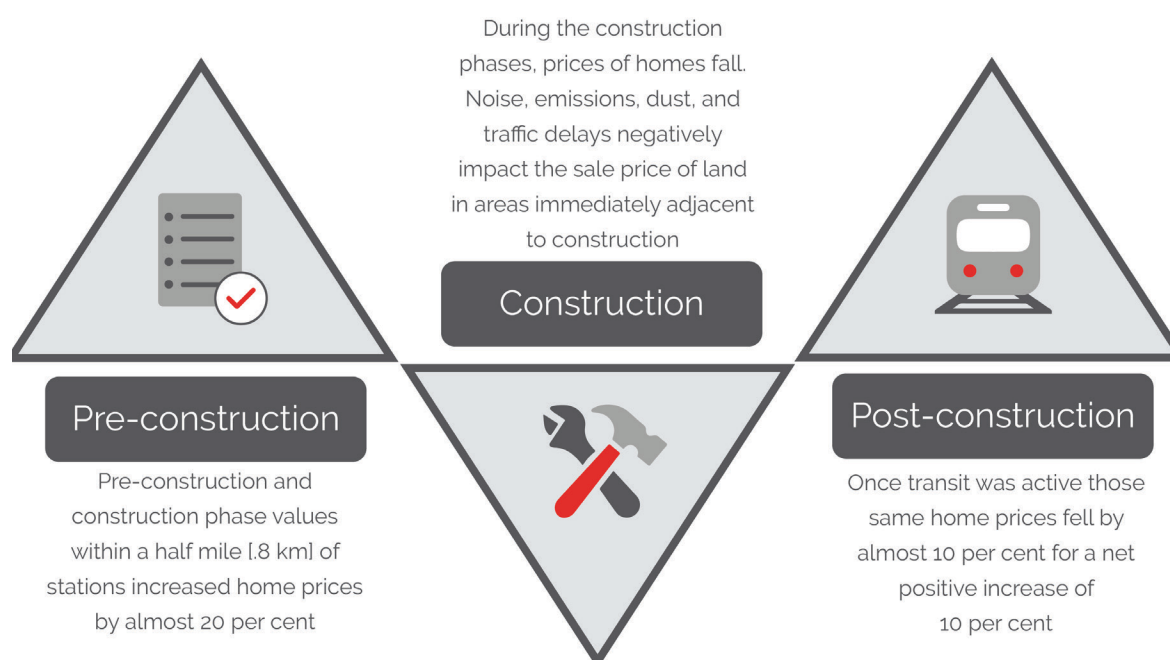 Pre-construction
Pre-construction and
construction phase values
within a half mile [.8 km] of
stations increased home prices
by almost 20 per cent
During the construction
phases, prices of homes fall.
Noise, emissions, dust, and
traffic delays negatively
impact the sale price of land
in areas immediately adjacent
to construction
Construction
Post-construction
Once transit was active those
same home prices fell by
almost 10 per cent for a net
positive increase of
10 per cent